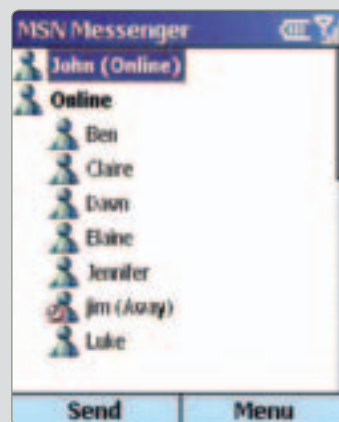 MSN Messenger
John (Online)
Online
Ben
Claire
Dawn
Elaine
Jennifer
Jim (Away)
Luke
Send Menu